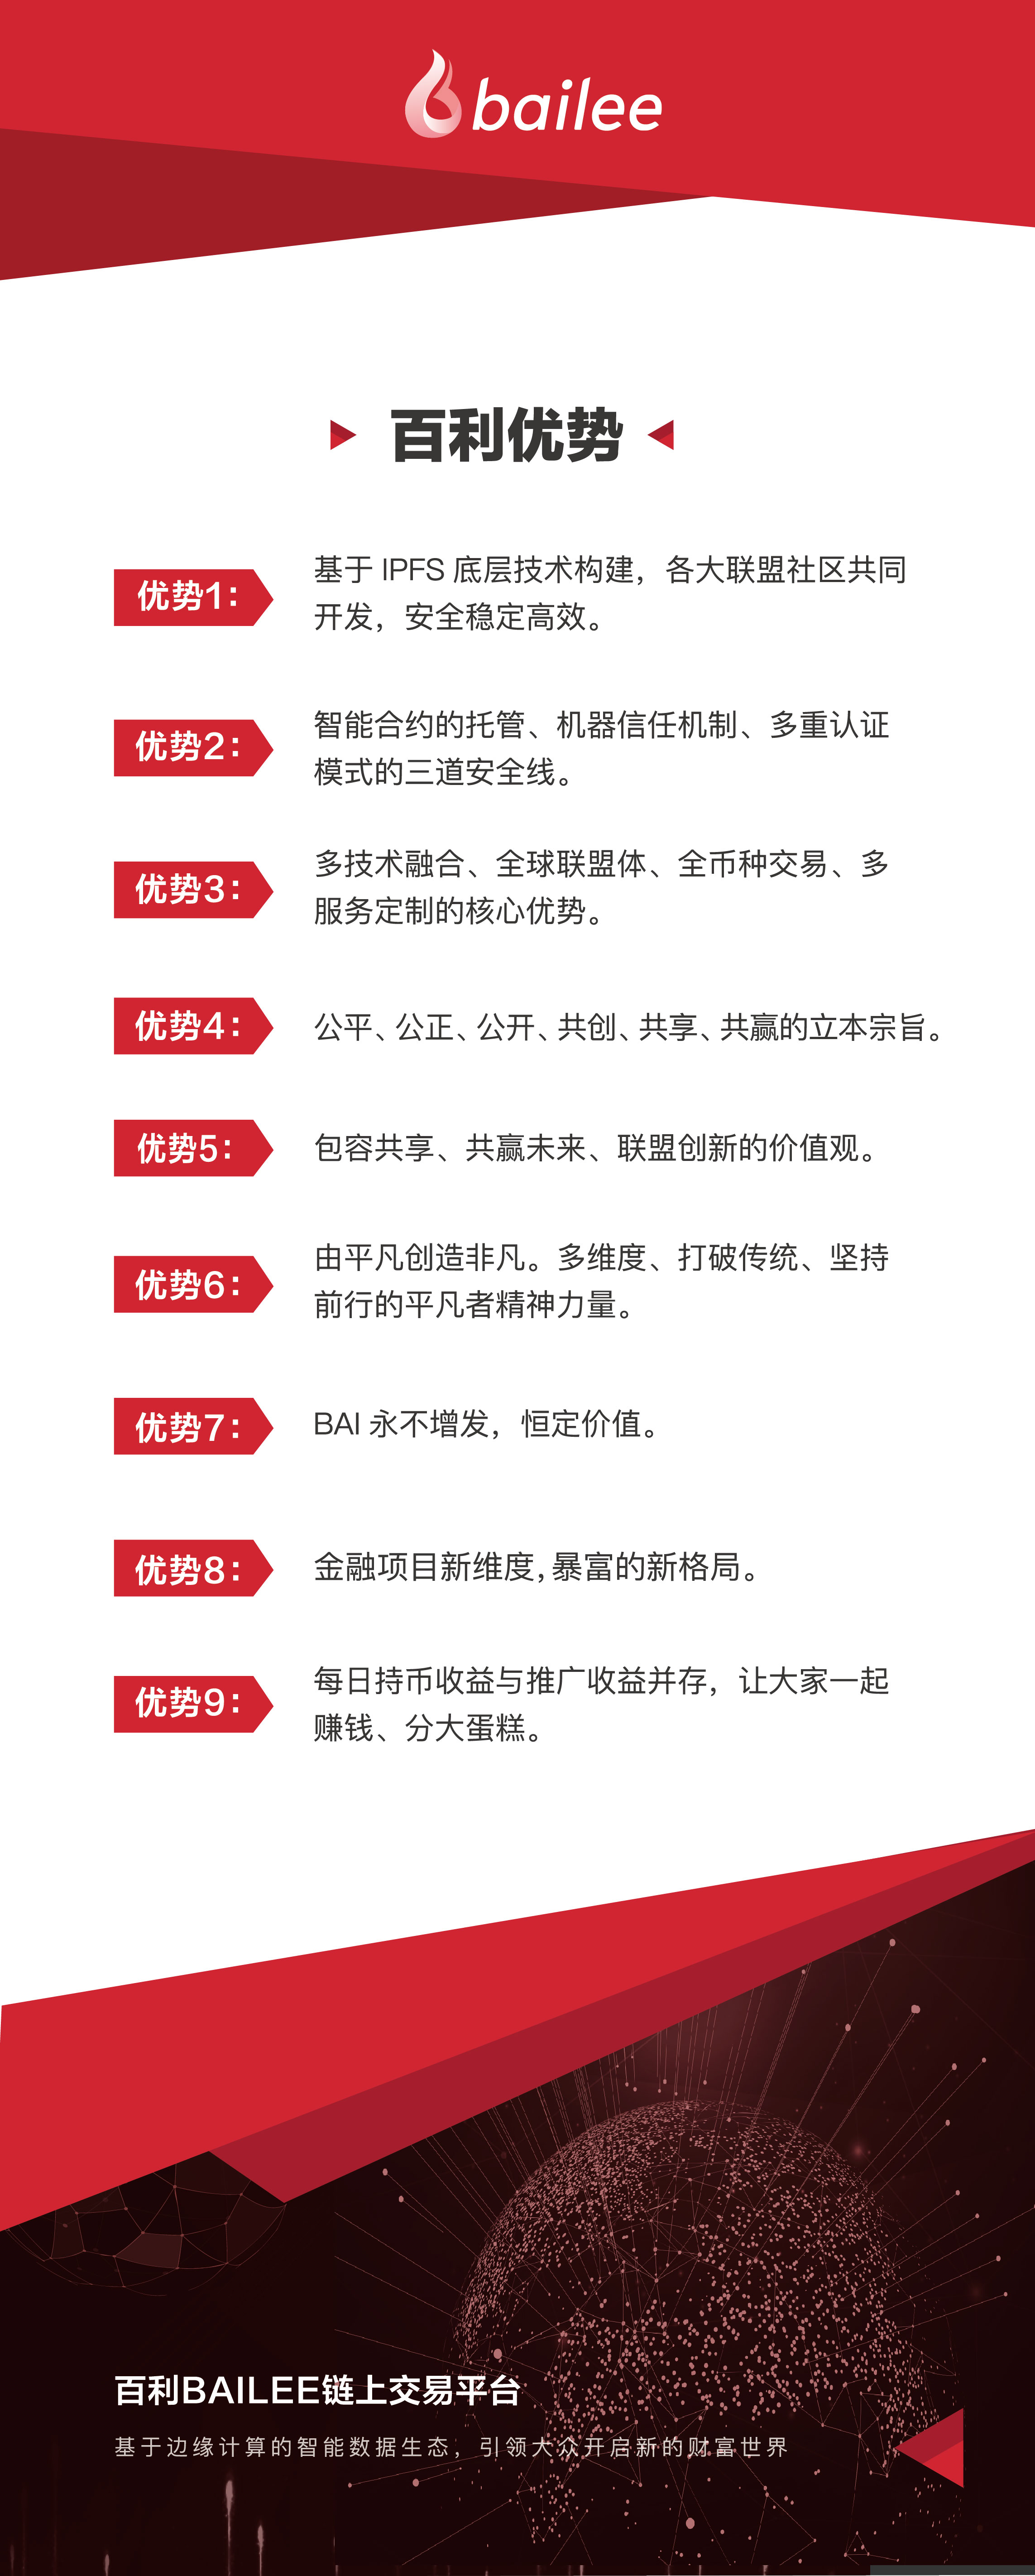 bailee
百利优势
优势1：
基于 IPFS 底层技术构建，各大联盟社区共同
开发，安全稳定高效。
优势2：
智能合约的托管、机器信任机制、多重认证
模式的三道安全线。
优势3：
多技术融合、全球联盟体、全币种交易、多
服务定制的核心优势。
优势4：
公平、公正、公开、共创、共享、共赢的立本宗旨。
优势5：
包容共享、共赢未来、联盟创新的价值观。
优势6：
由平凡创造非凡。多维度、打破传统、坚持
前行的平凡者精神力量。
优势7：
BAI 永不增发，恒定价值。
优势8：
金融项目新维度,暴富的新格局。
优势9：
每日持币收益与推广收益并存，让大家一起
赚钱、分大蛋糕。
百利BAILEE链上交易平台
基于边缘计算的智能数据生态，引领大众开启新的财富世界